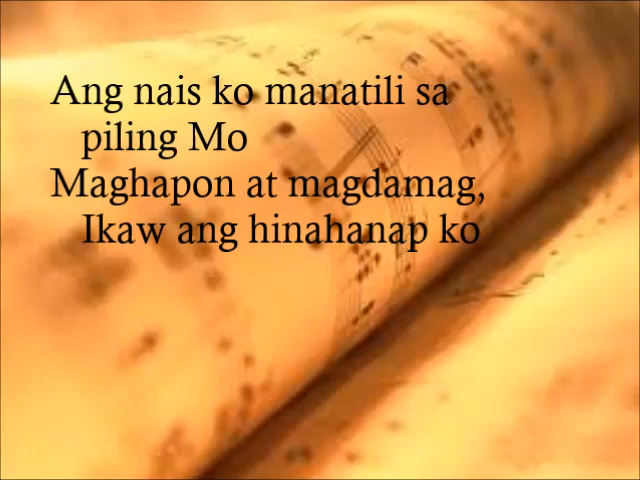 Ang nais ko manatili sa
piling Mo
Maghapon at magdamag,
Ikaw ang hinahanap ko